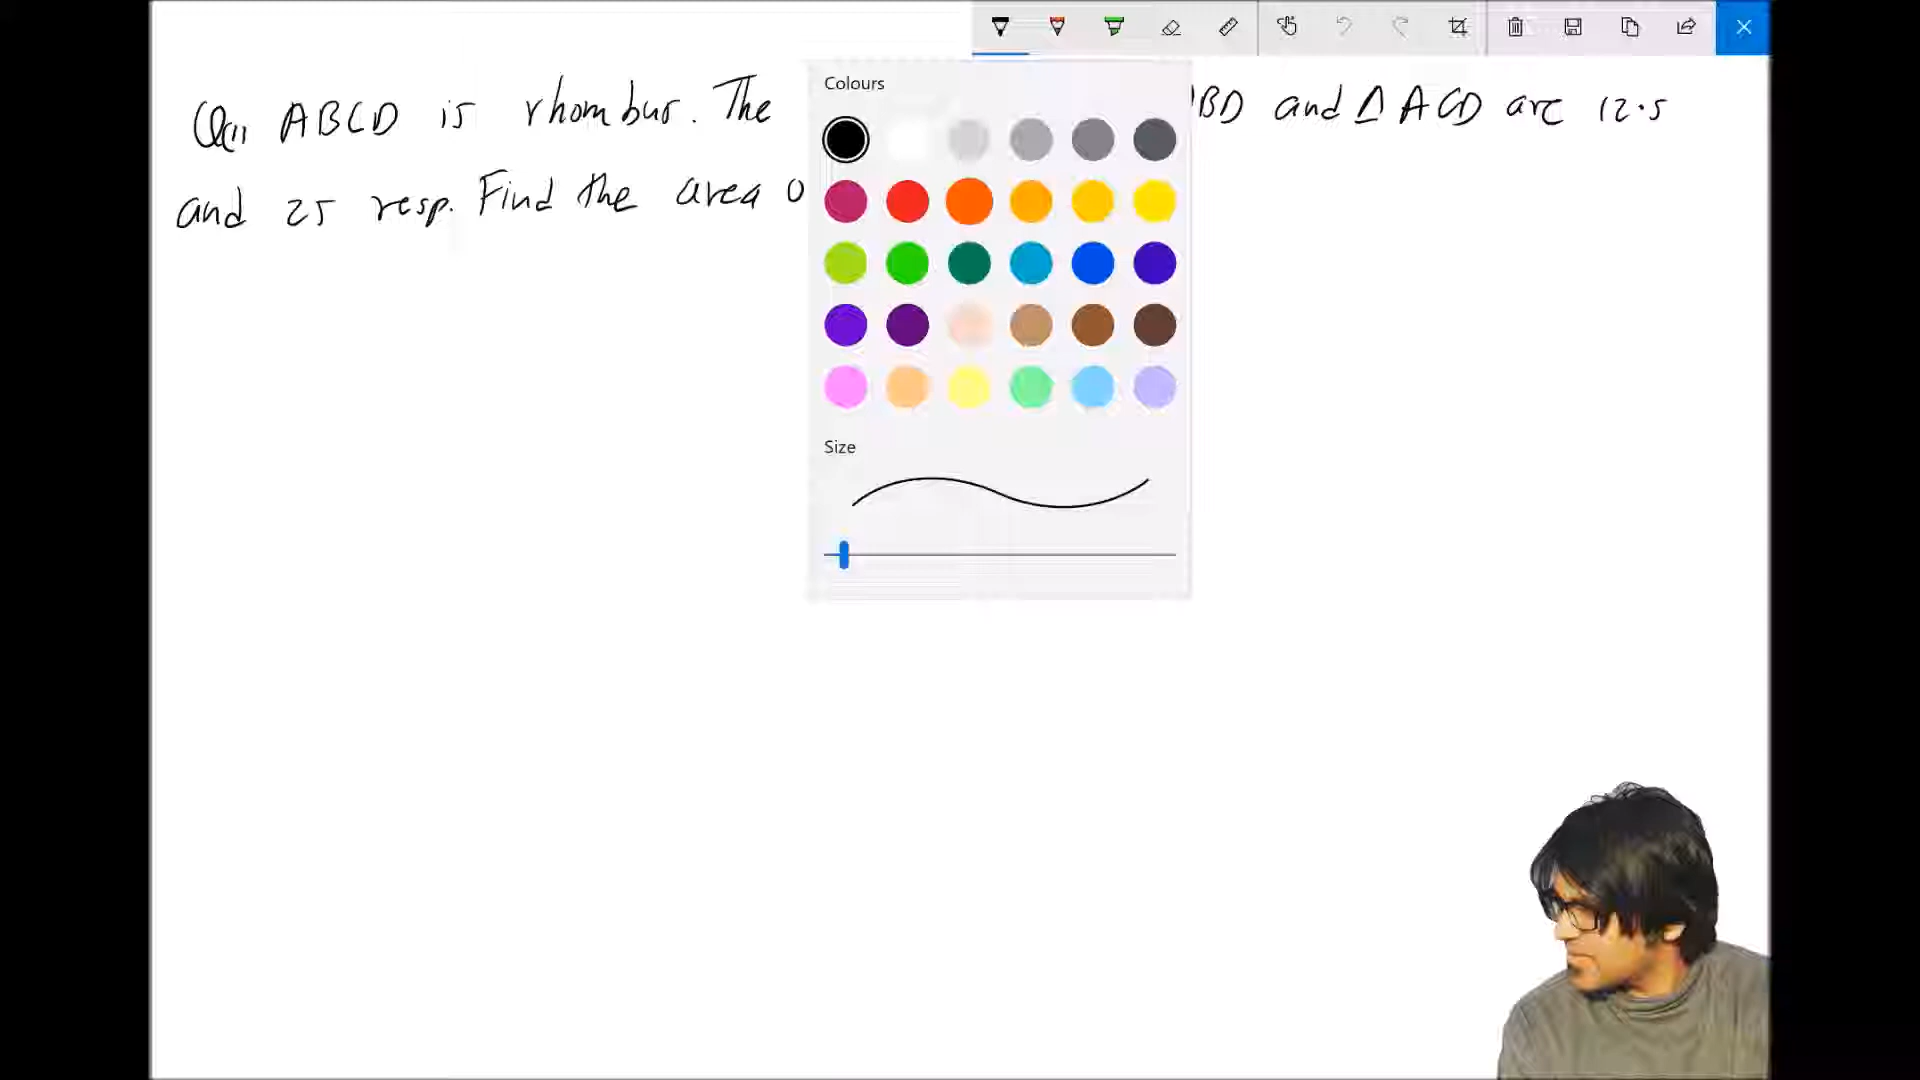 Q11 ABCD is rhombus. The BD and Δ ACD are 12.5
and 25 resp. Find the area
Colours
Size